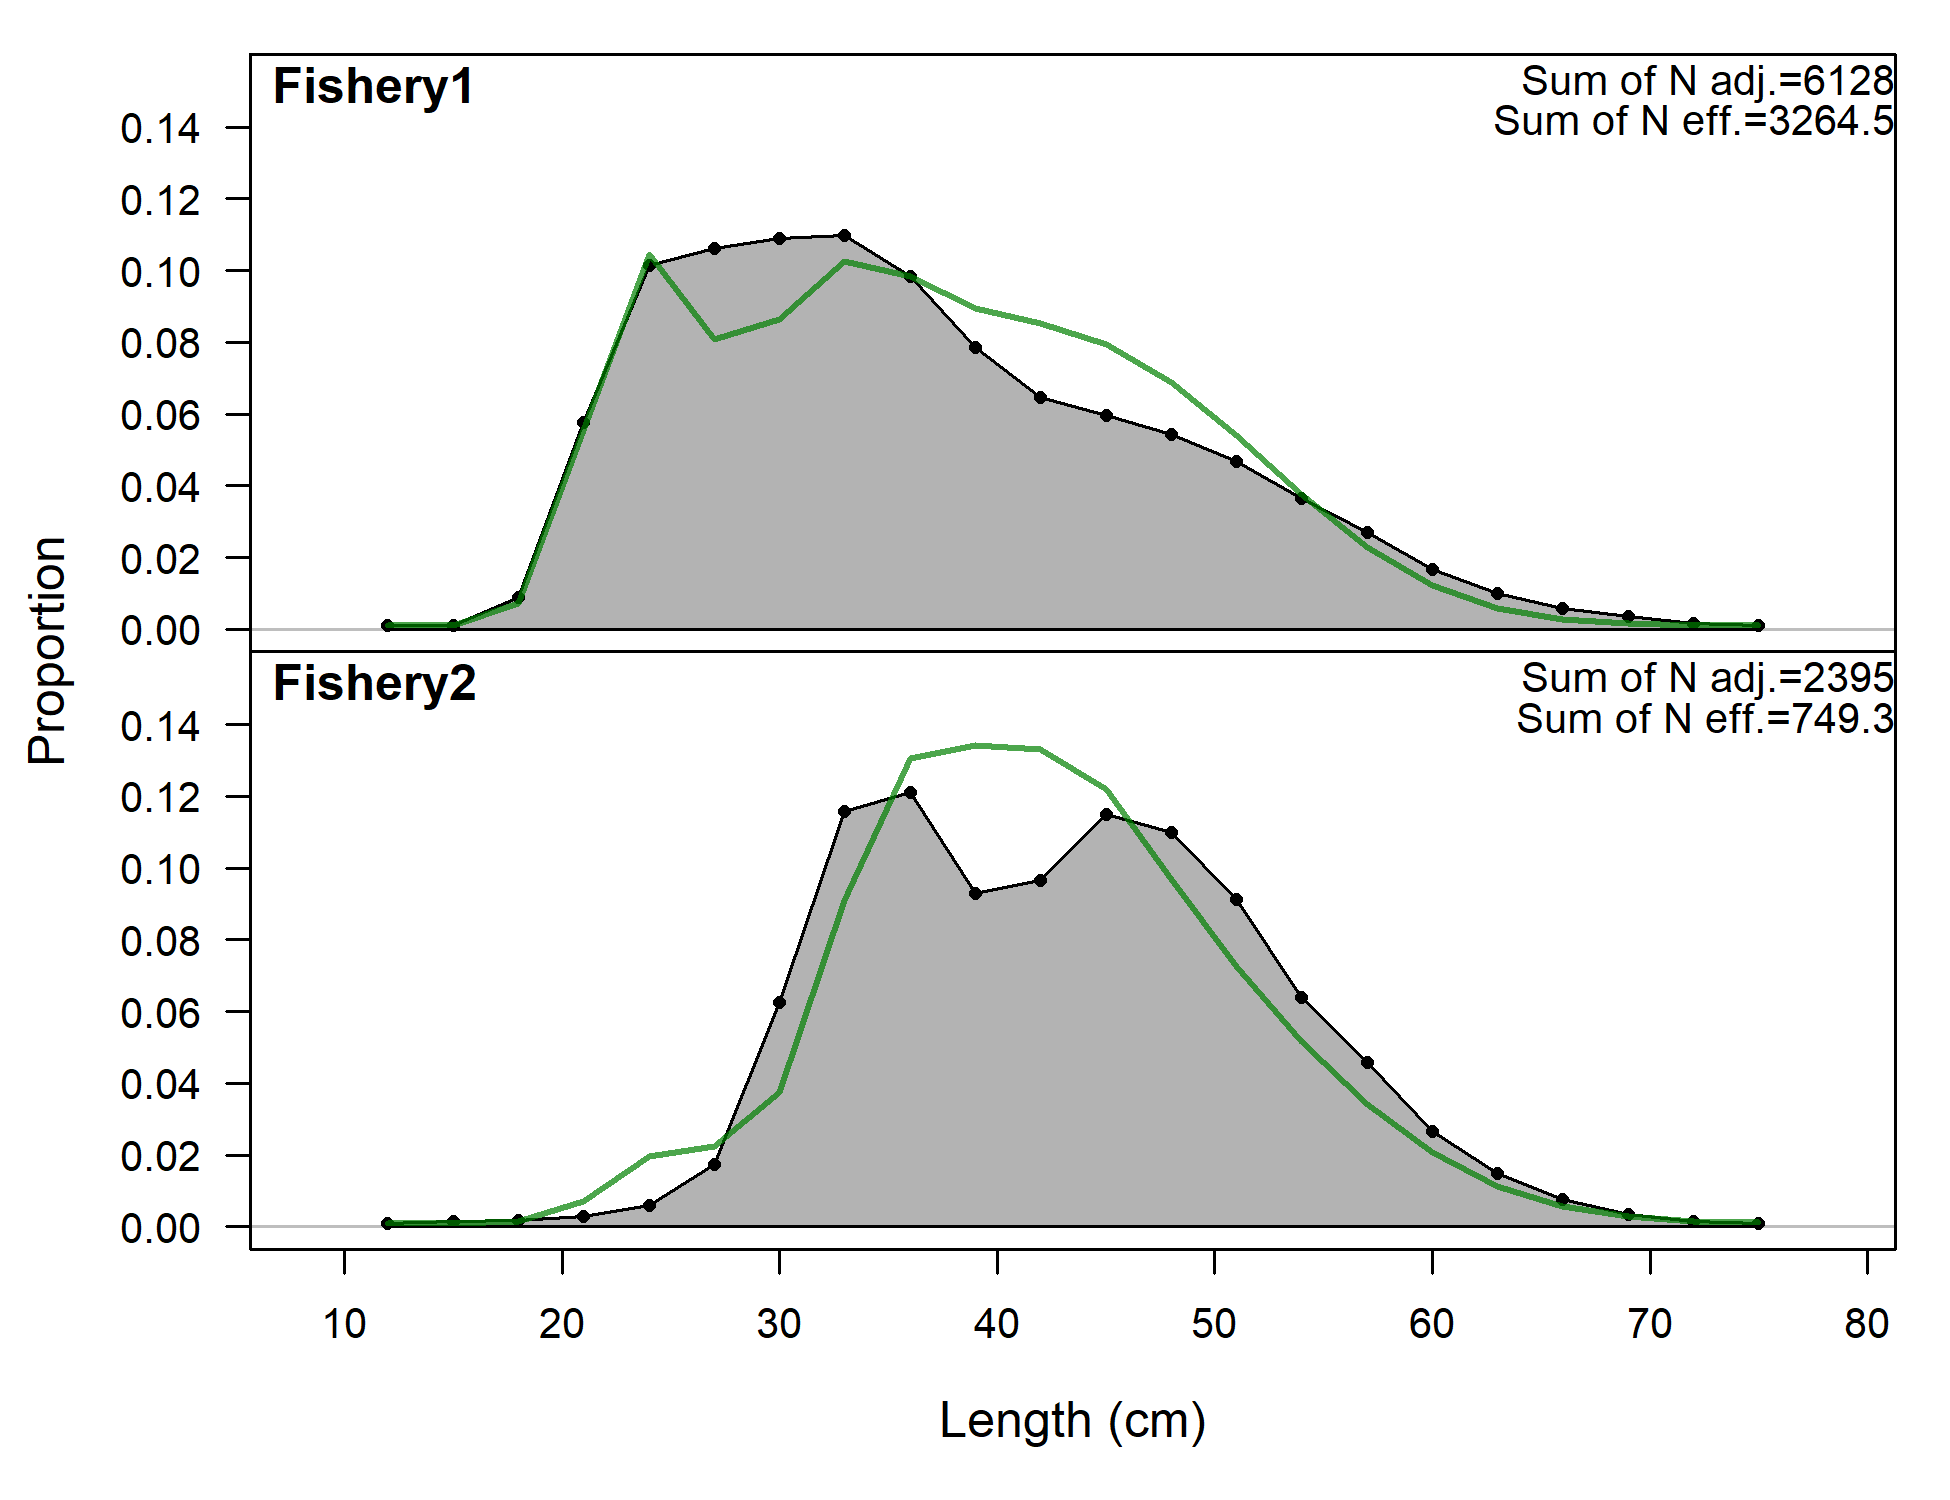 Fishery1
Sum of N adj.=6128
Sum of N eff.=3264.5
0.14
0.12
0.10
0.08
0.06
0.04
0.02
0.00
Fishery2
Sum of N adj.=2395
Sum of N eff.=749.3
0.14
0.12
0.10
0.08
0.06
0.04
0.02
0.00
Proportion
10 20 30 40 50 60 70 80
Length (cm)